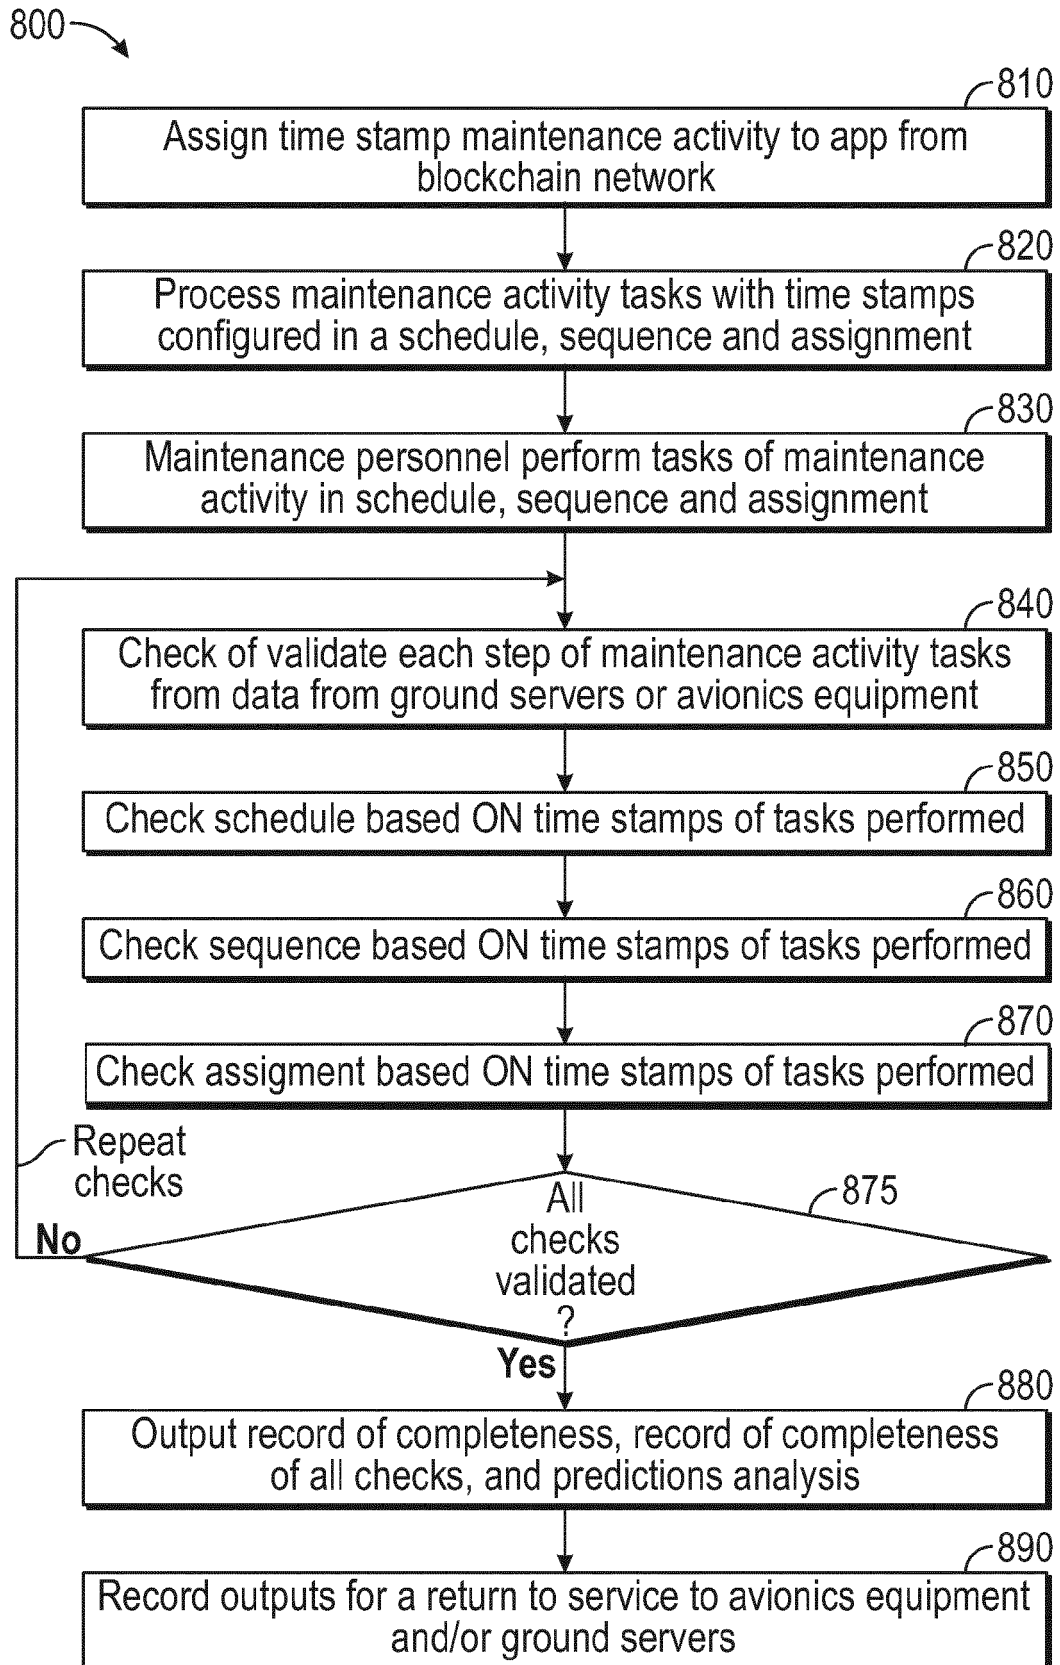 800
810
Assign time stamp maintenance activity to app from
blockchain network
820
Process maintenance activity tasks with time stamps
configured in a schedule, sequence and assignment
830
Maintenance personnel perform tasks of maintenance
activity in schedule, sequence and assignment
840
Check of validate each step of maintenance activity tasks
from data from ground servers or avionics equipment
850
Check schedule based ON time stamps of tasks performed
860
Check sequence based ON time stamps of tasks performed
870
Check assigment based ON time stamps of tasks performed
Repeat
checks
875
All
checks
validated
?
No
Yes
880
Output record of completeness, record of completeness
of all checks, and predictions analysis
890
Record outputs for a return to service to avionics equipment
and/or ground servers